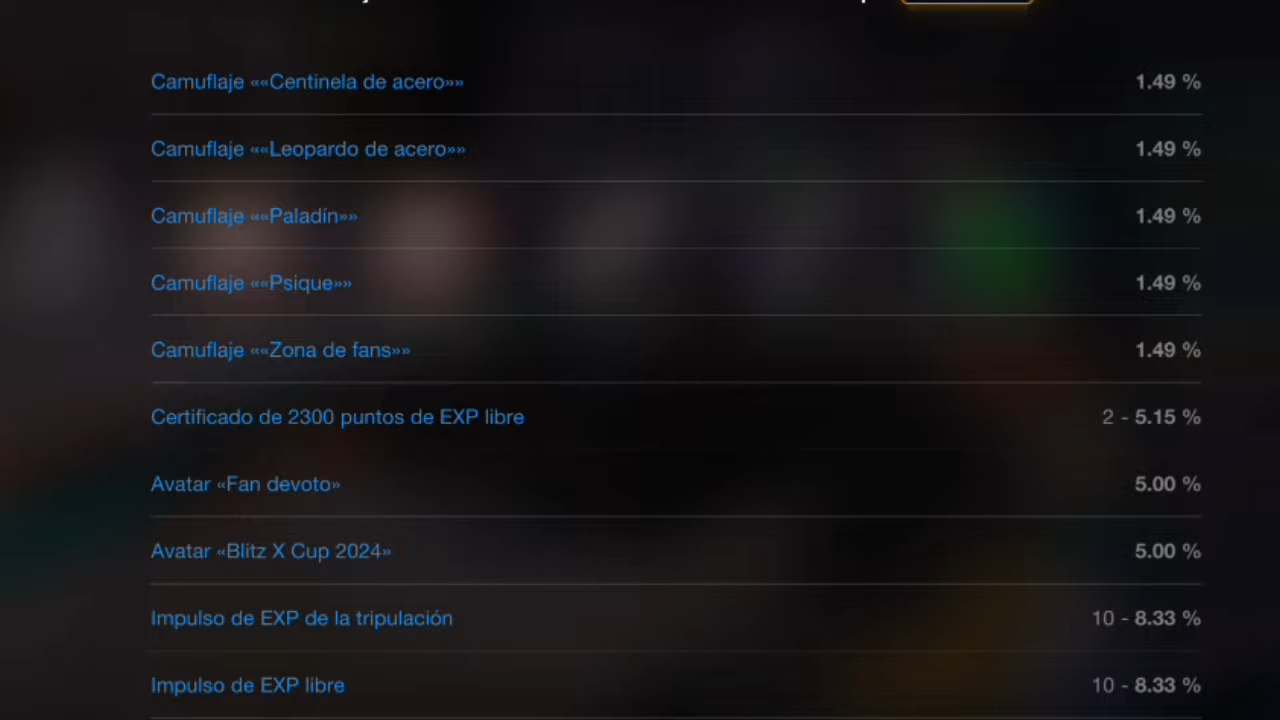 Camuflaje ««Centinela de acero»» 1.49 %
Camuflaje ««Leopardo de acero»» 1.49 %
Camuflaje ««Paladín»» 1.49 %
Camuflaje ««Psique»» 1.49 %
Camuflaje ««Zona de fans»» 1.49 %
Certificado de 2300 puntos de EXP libre 2 - 5.15 %
Avatar «Fan devoto» 5.00 %
Avatar «Blitz X Cup 2024» 5.00 %
Impulso de EXP de la tripulación 10 - 8.33 %
Impulso de EXP libre 10 - 8.33 %